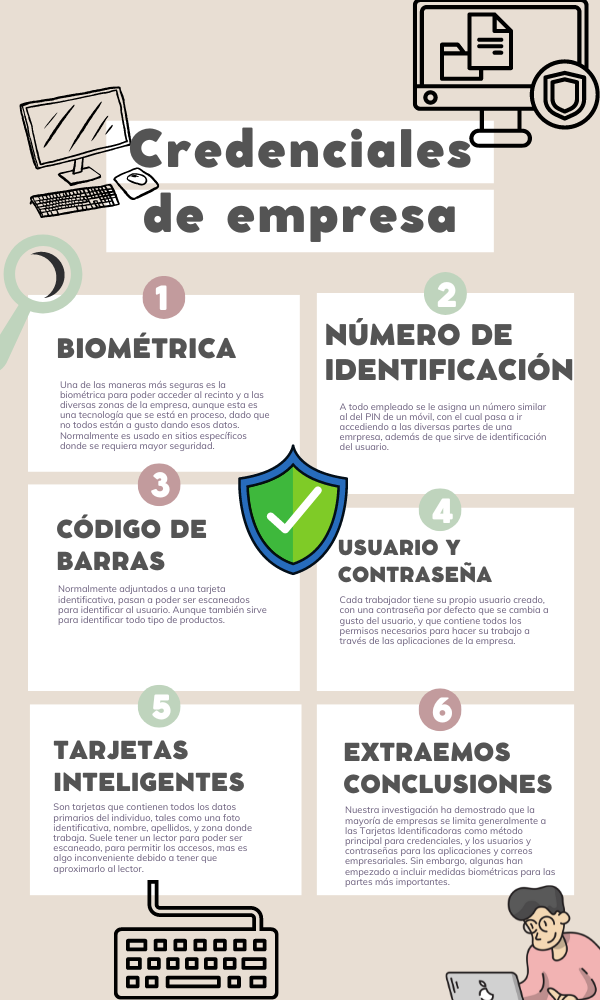 Credenciales
de empresa
1
BIOMÉTRICA
Una de las maneras más seguras es la
biométrica para poder acceder al recinto y a las
diversas zonas de la empresa, aunque esta es
una tecnología que se está en proceso, dado que
no todos están a gusto dando esos datos.
Normalmente es usado en sitios específicos
donde se requiera mayor seguridad.
2
NÚMERO DE
IDENTIFICACIÓN
A todo empleado se le asigna un número similar
al del PIN de un móvil, con el cual pasa a ir
accediendo a las diversas partes de una
emrpresa, además de que sirve de identificación
del usuario.
3
CÓDIGO DE
BARRAS
Normalmente adjuntados a una tarjeta
identificativa, pasan a poder ser escaneados
para identificar al usuario. Aunque también sirve
para identificar todo tipo de productos.
4
USUARIO Y
CONTRASEÑA
Cada trabajador tiene su propio usuario creado,
con una contraseña por defecto que se cambia a
gusto del usuario, y que contiene todos los
permisos necesarios para hacer su trabajo a
través de las aplicaciones de la empresa.
5
TARJETAS
INTELIGENTES
Son tarjetas que contienen todos los datos
primarios del individuo, tales como una foto
identificativa, nombre, apellidos, y zona donde
trabaja. Suele tener un lector para poder ser
escaneado, para permitir los accesos, mas es
algo inconveniente debido a tener que
aproximarlo al lector.
6
EXTRAEMOS
CONCLUSIONES
Nuestra investigación ha demostrado que la
mayoría de empresas se limita generalmente a
las Tarjetas Identificadoras como método
principal para credenciales, y los usuarios y
contraseñas para las aplicaciones y correos
empresariales. Sin embargo, algunas han
empezado a incluir medidas biométricas para las
partes más importantes.